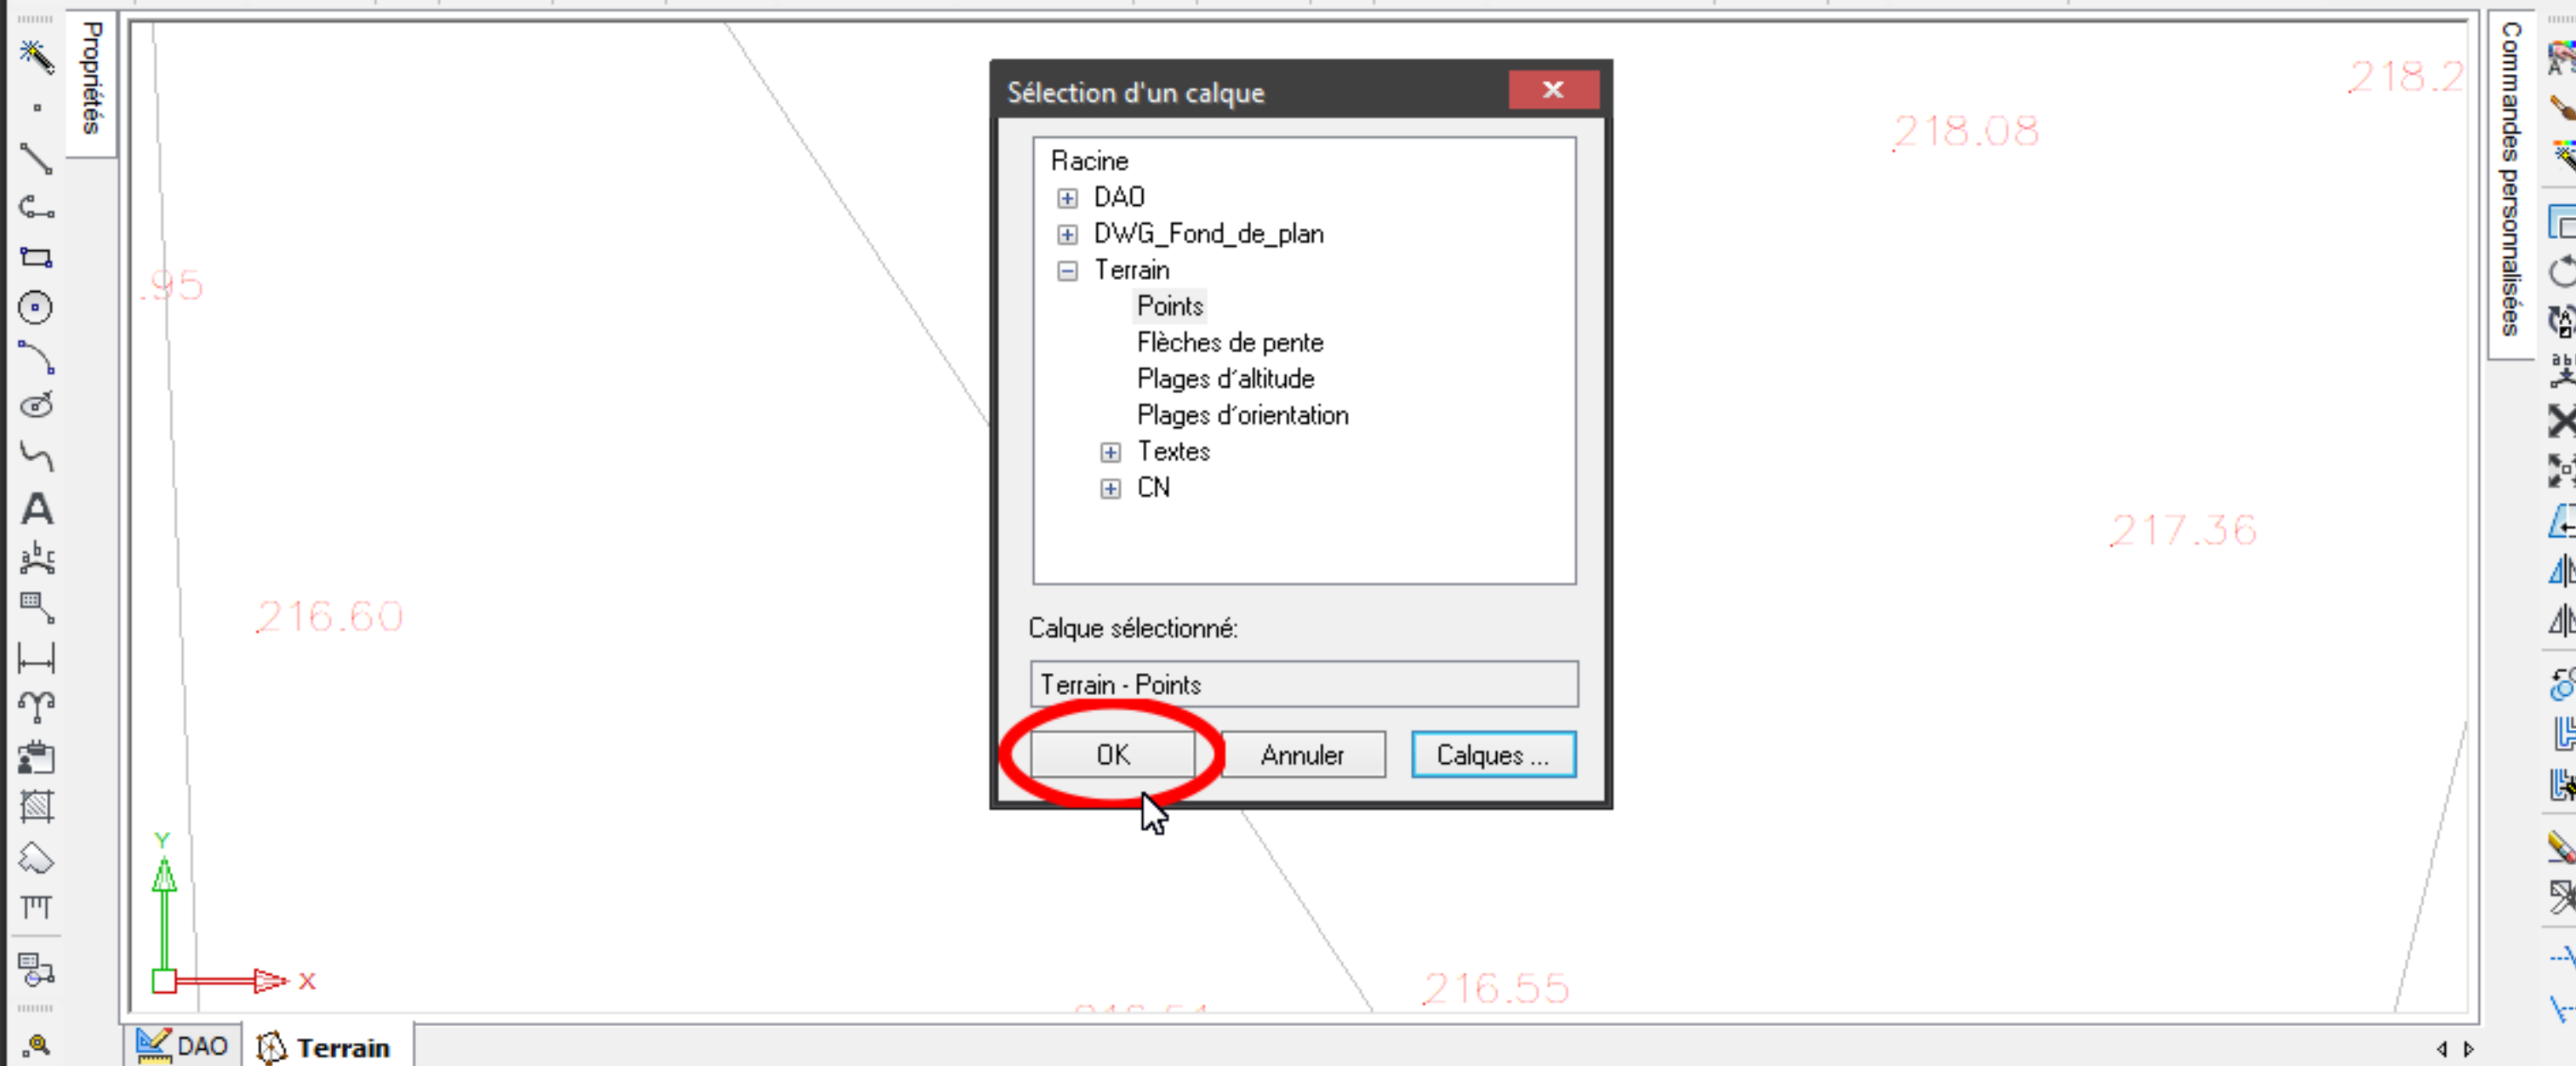 Propriétés
Commandes personnalisées
218.2
218.08
.95
217.36
216.60
216.55
Sélection d'un calque
Racine
DAO
DWG_Fond_de_plan
Terrain
Points
Flèches de pente
Plages d'altitude
Plages d'orientation
Textes
CN
Calque sélectionné:
Terrain - Points
OK
Annuler
Calques ...
Y
X
A
abc
DAO
Terrain